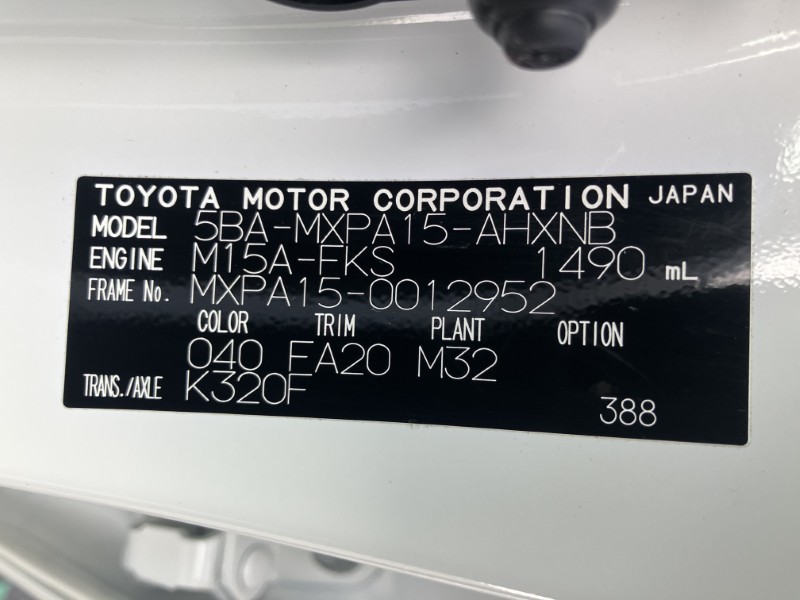 TOYOTA MOTOR CORPORATION JAPAN
MODEL 5BA-MXPA15-AHXNB
ENGINE M15A-FKS 1490 mL
FRAME No. MXPA15-0012952
COLOR TRIM PLANT OPTION
040 EA20 M32
TRANS./AXLE K320F
388